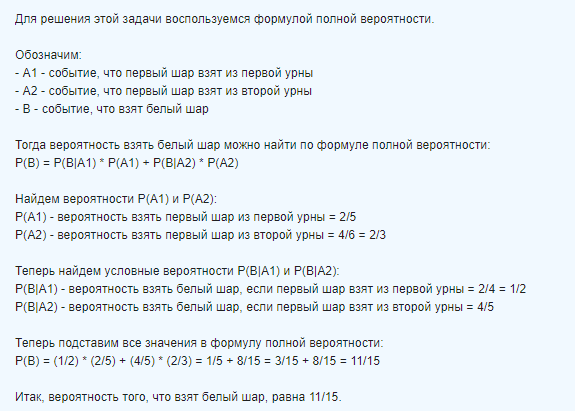 Для решения этой задачи воспользуемся формулой полной вероятности.
Обозначим:
- A1 - событие, что первый шар взят из первой урны
- A2 - событие, что первый шар взят из второй урны
- B - событие, что взят белый шар
Тогда вероятность взять белый шар можно найти по формуле полной вероятности:
P(B) = P(B|A1) * P(A1) + P(B|A2) * P(A2)
Найдем вероятности P(A1) и P(A2):
P(A1) - вероятность взять первый шар из первой урны = 2/5
P(A2) - вероятность взять первый шар из второй урны = 4/6 = 2/3
Теперь найдем условные вероятности P(B|A1) и P(B|A2):
P(B|A1) - вероятность взять белый шар, если первый шар взят из первой урны = 2/4 = 1/2
P(B|A2) - вероятность взять белый шар, если первый шар взят из второй урны = 4/5
Теперь подставим все значения в формулу полной вероятности:
P(B) = (1/2) * (2/5) + (4/5) * (2/3) = 1/5 + 8/15 = 3/15 + 8/15 = 11/15
Итак, вероятность того, что взят белый шар, равна 11/15.